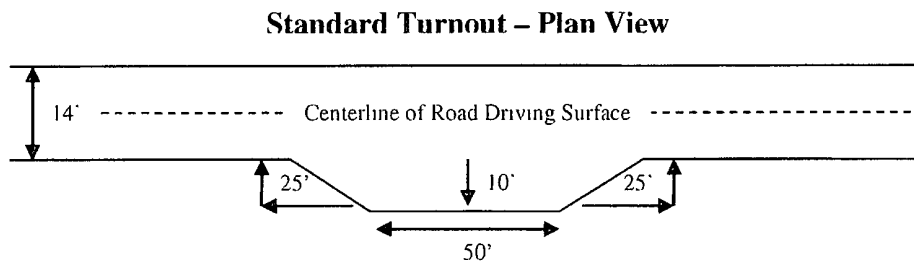 Standard Turnout – Plan View
14'
Centerline of Road Driving Surface
25'
10'
25'
50'